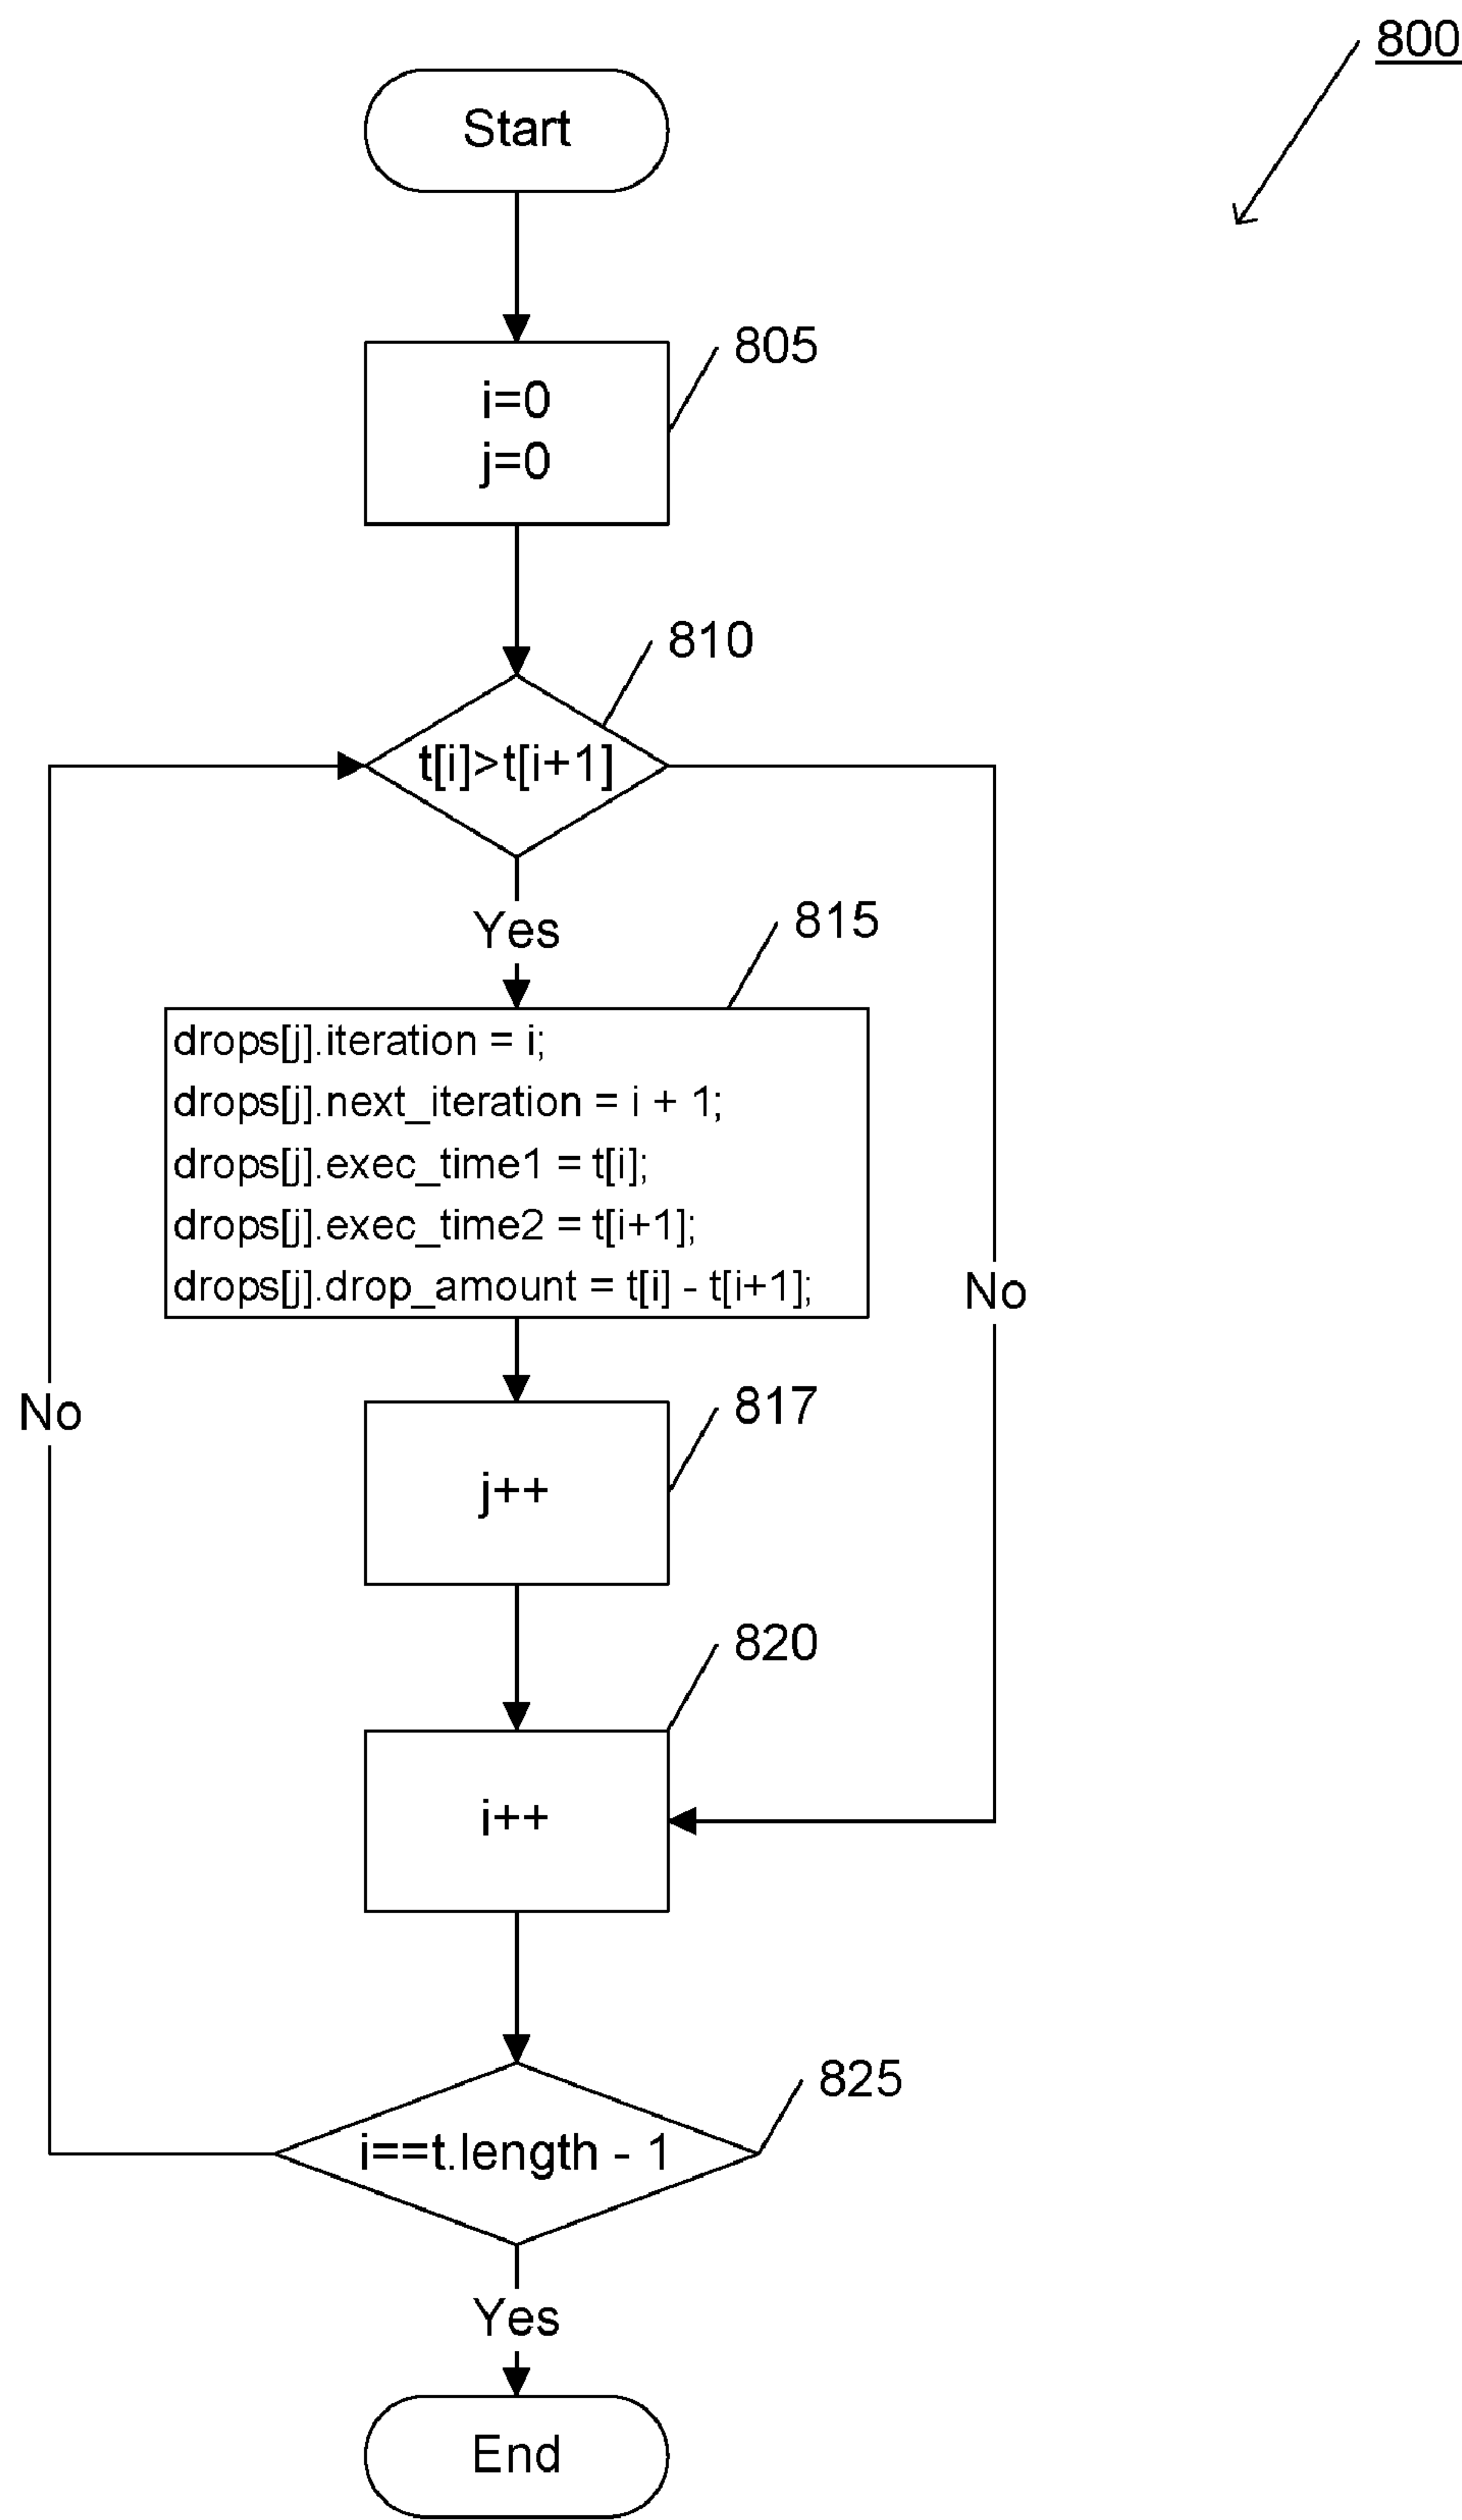 800
Start
805
i=0
j=0
810
t[i]>t[i+1]
Yes
815
drops[j].iteration = i;
drops[j].next_iteration = i + 1;
drops[j].exec_time1 = t[i];
drops[j].exec_time2 = t[i+1];
drops[j].drop_amount = t[i] - t[i+1];
No
817
No
j++
820
i++
825
i==t.length - 1
Yes
End